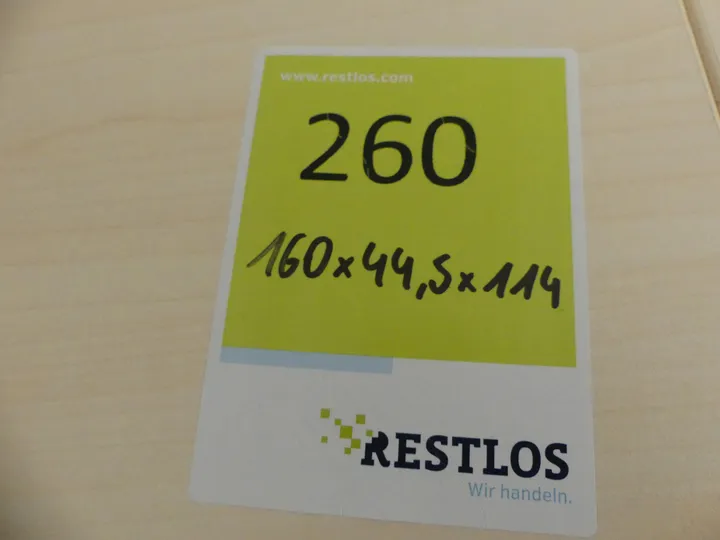 www.restlos.com
260
160x44,5x114
RESTLOS
Wir handeln.